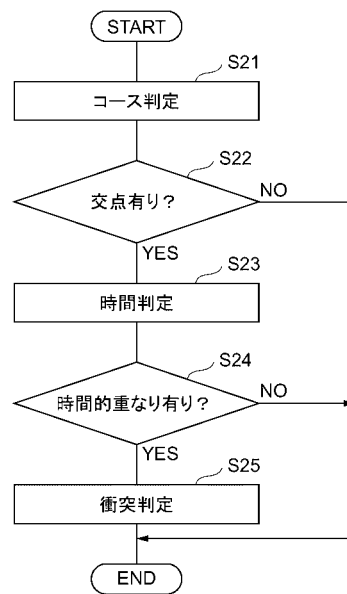 START
S21
コース判定
S22
交点有り?
NO
YES
S23
時間判定
S24
時間的重なり有り?
NO
YES
S25
衝突判定
END